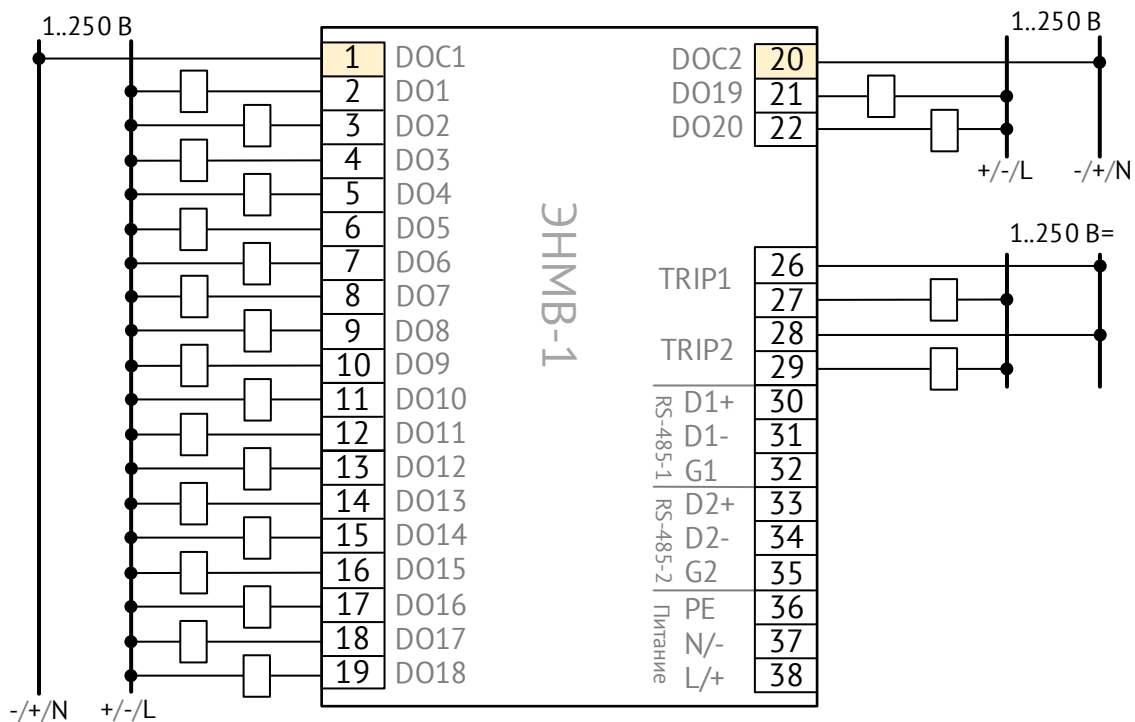 1..250 В
1 DOC1
2 DO1
3 DO2
4 DO3
5 DO4
6 DO5
7 DO6
8 DO7
9 DO8
10 DO9
11 DO10
12 DO11
13 DO12
14 DO13
15 DO14
16 DO15
17 DO16
18 DO17
19 DO18
-/+/N +/-/L
ЭНМВ-1
1..250 В
DOC2 20
DO19 21
DO20 22
+/-/L -/+/N
1..250 В=
TRIP1
26
27
TRIP2
28
29
RS-485-1
D1+ 30
D1- 31
G1 32
RS-485-2
D2+ 33
D2- 34
G2 35
Питание
PE 36
N/- 37
L/+ 38